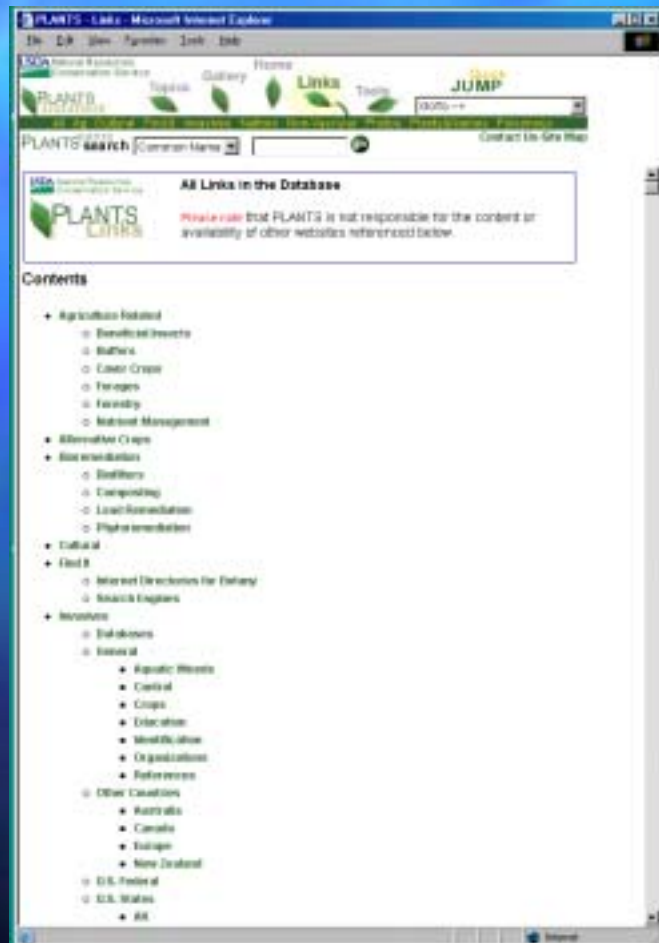 PLANTS - Links - Microsoft Internet Explorer
File Edit View Favorites Tools Help
USDA Natural Resources
Conservation Service
PLANTS
Topics
Gallery
Home
Links
Tools
JUMP
Contact Us-Site Map
PLANTS search Common Name
USDA Natural Resources
Conservation Service
PLANTS
Links
All Links in the Database
Please note that PLANTS is not responsible for the content or
availability of other websites referenced below.
Contents
Agriculture Related
Beneficial Insects
Buffers
Cover Crops
Forages
Forestry
Nutrient Management
Alternative Crops
Bioremediation
Biofilters
Composting
Lead Remediation
Phytoremediation
Cultural
Find It
Internet Directories for Botany
Search Engines
Invasives
Databases
General
Aquatic Weeds
Control
Crops
Education
Identification
Organizations
References
Other Countries
Australia
Canada
Europe
New Zealand
U.S. Federal
U.S. States
Internet